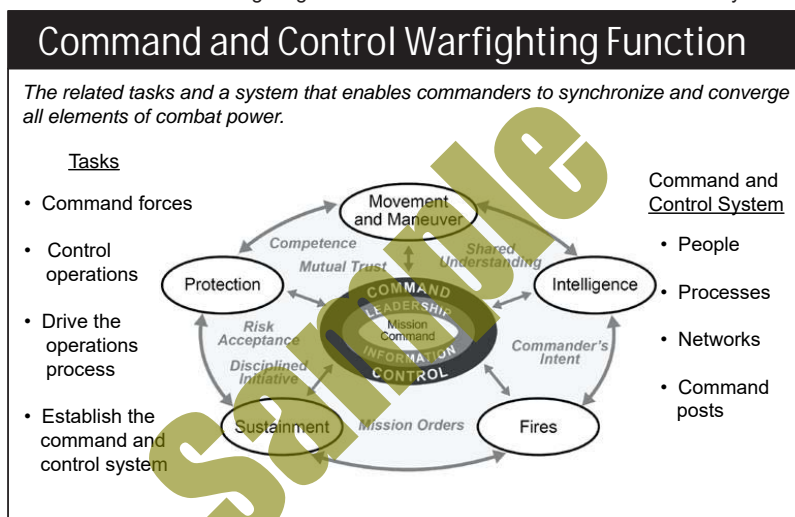 Command and Control Warfighting Function
The related tasks and a system that enables commanders to synchronize and converge
all elements of combat power.
Tasks
• Command forces
• Control
operations
• Drive the
operations
process
• Establish the
command and
control system
Movement
and Maneuver
Competence
Mutual Trust
Shared
Understanding
Protection
Intelligence
COMMAND
LEADERSHIP
Mission
Command
INFORMATION
CONTROL
Risk
Acceptance
Disciplined
Initiative
Commander's
Intent
Sustainment
Mission Orders
Fires
Command and
Control System
• People
• Processes
• Networks
• Command
posts
Sample